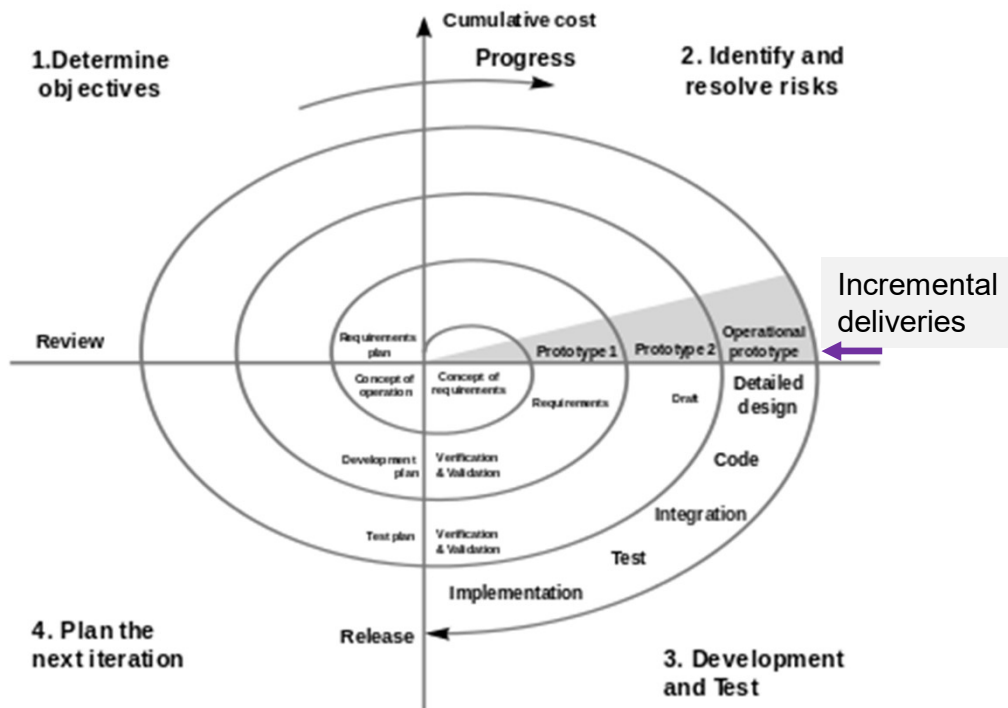 Cumulative cost
1.Determine
objectives
Progress
2. Identify and
resolve risks
Incremental
deliveries
Review
Requirements
plan
Prototype 1
Prototype 2
Operational
prototype
Concept of
operation
Concept of
requirements
Requirements
Draft
Detailed
design
Development
plan
Verification
& Validation
Code
Integration
Test plan
Verification
& Validation
Test
Implementation
Release
4. Plan the
next iteration
3. Development
and Test